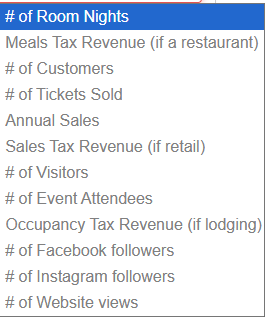 # of Room Nights
Meals Tax Revenue (if a restaurant)
# of Customers
# of Tickets Sold
Annual Sales
Sales Tax Revenue (if retail)
# of Visitors
# of Event Attendees
Occupancy Tax Revenue (if lodging)
# of Facebook followers
# of Instagram followers
# of Website views